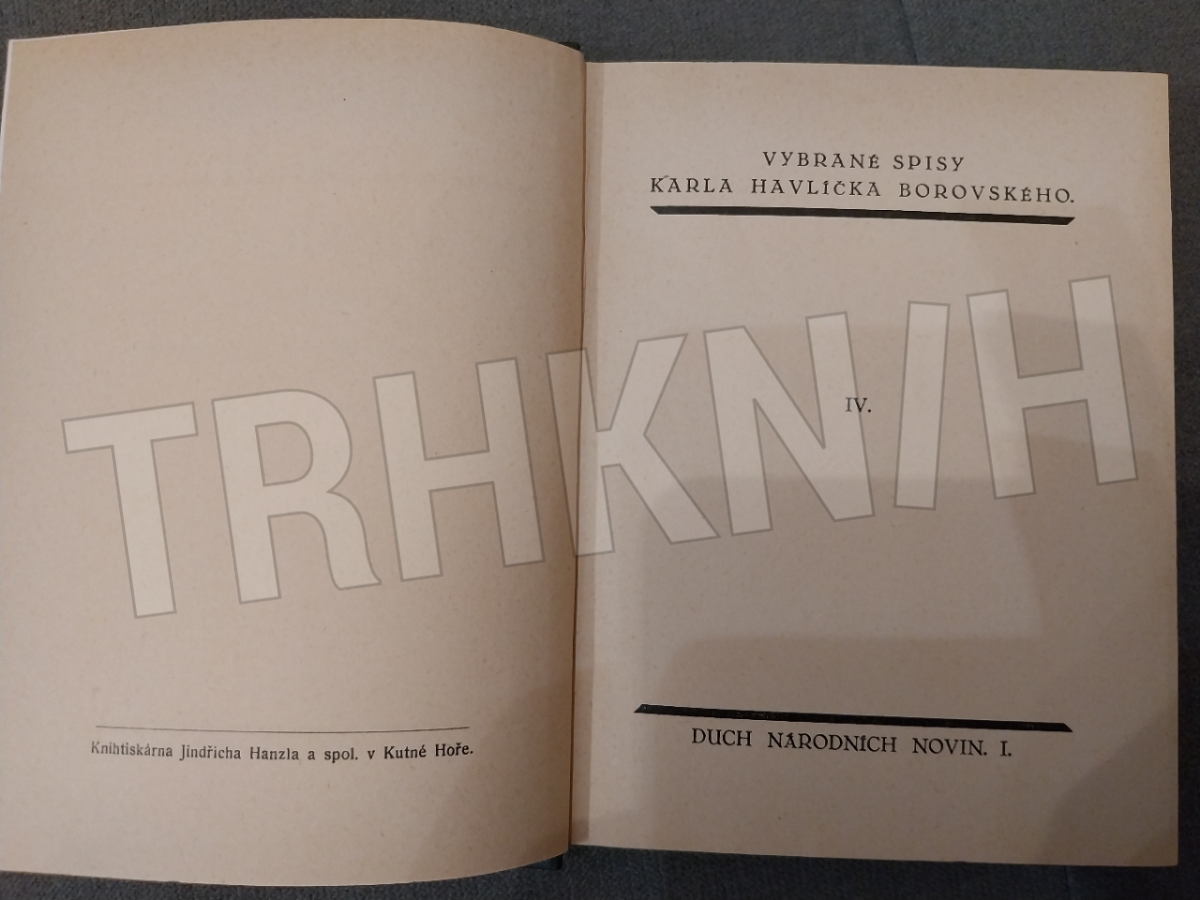 Knihtiskárna Jindřicha Hanzla a spol. v Kutné Hoře.
VYBRANÉ SPISY
KARLA HAVLÍČKA BOROVSKÉHO.
IV.
DUCH NÁRODNÍCH NOVIN. I.
TRHKNIH